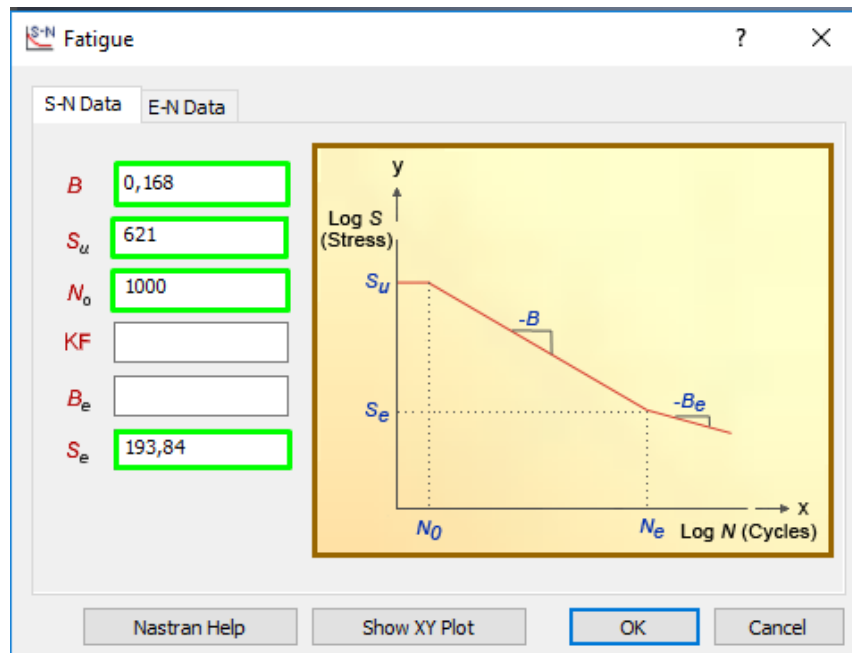 S-N Fatigue ? X
S-N Data E-N Data
B 0,168
Su 621
No 1000
KF
Be
Se 193,84
y
Log S
(Stress)
Su
-B
Se
-Be
x
N0 Ne Log N (Cycles)
Nastran Help Show XY Plot OK Cancel